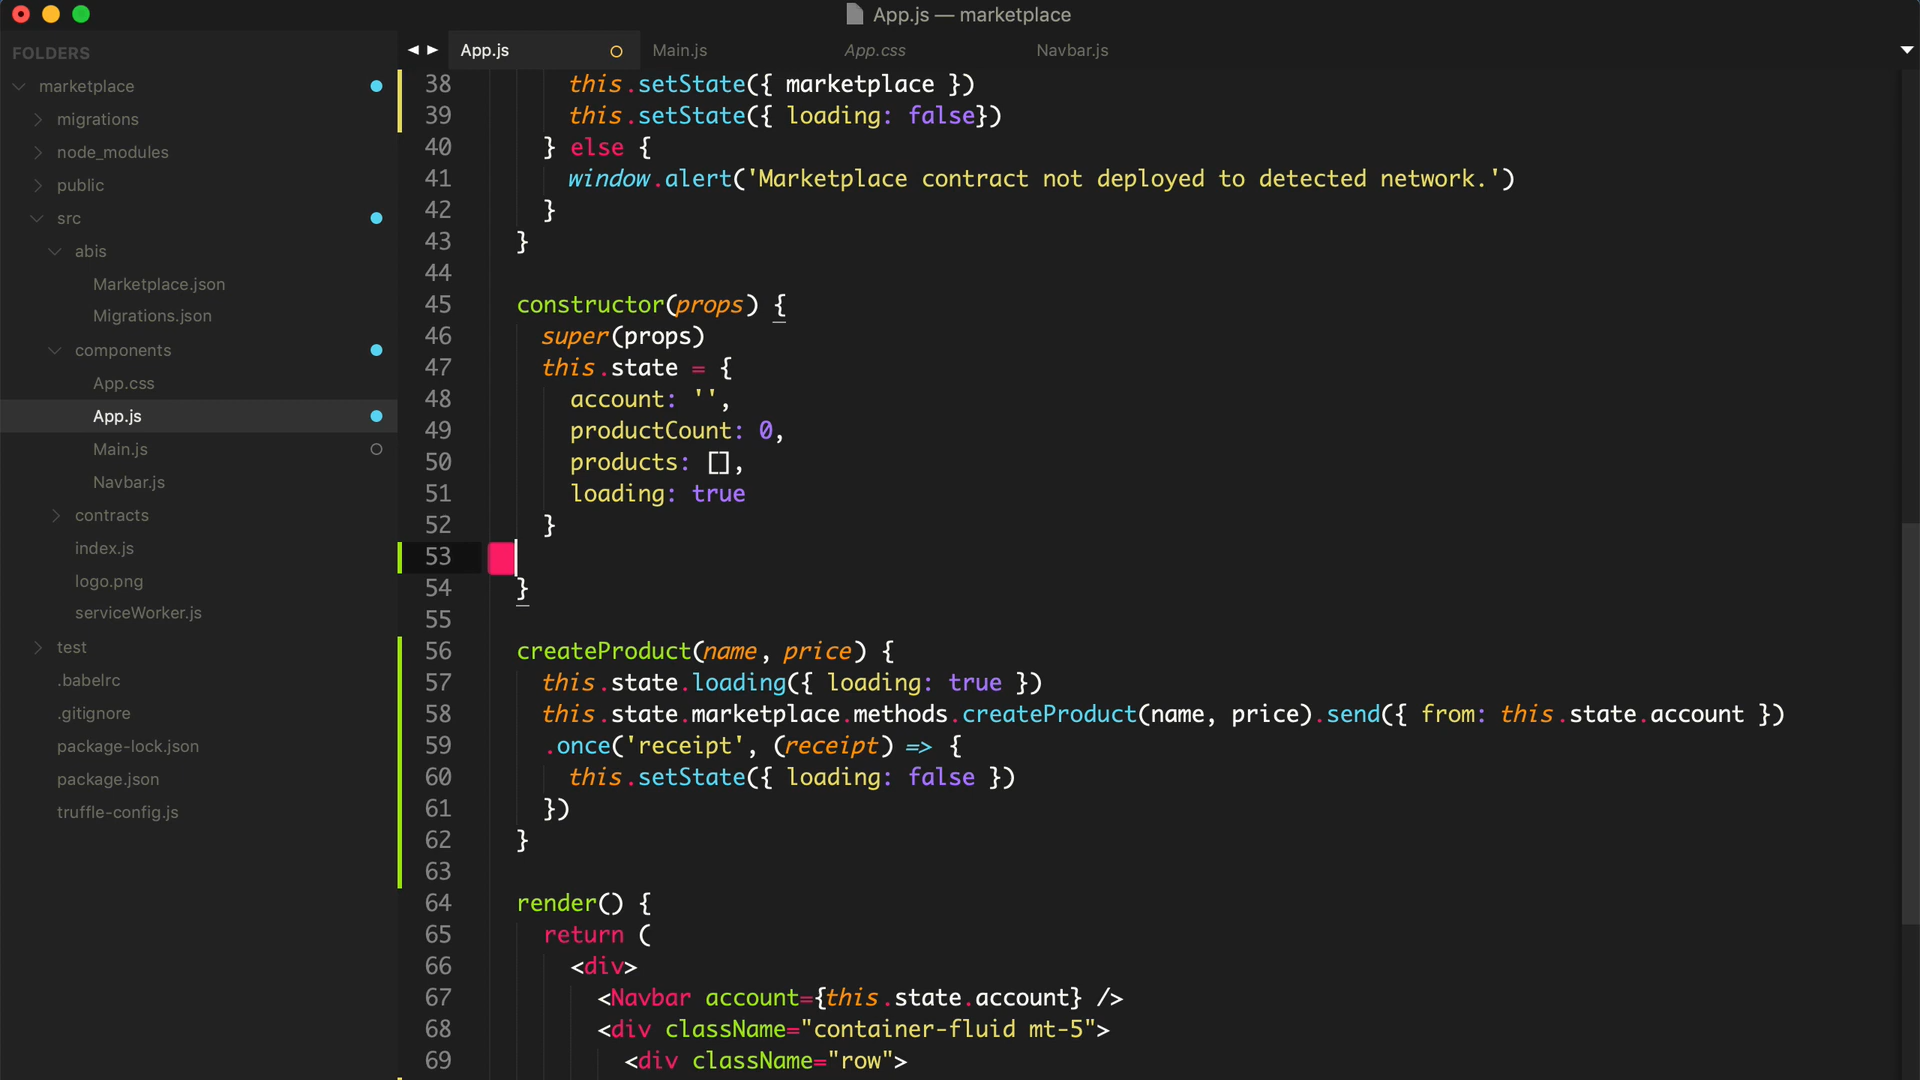 App.js — marketplace
FOLDERS
marketplace
migrations
node_modules
public
src
abis
Marketplace.json
Migrations.json
components
App.css
App.js
Main.js
Navbar.js
contracts
index.js
logo.png
serviceWorker.js
test
.babelrc
.gitignore
package-lock.json
package.json
truffle-config.js
App.js Main.js App.css Navbar.js
38 this.setState({ marketplace })
39 this.setState({ loading: false})
40 } else {
41 window.alert('Marketplace contract not deployed to detected network.')
42 }
43 }
44
45 constructor(props) {
46 super(props)
47 this.state = {
48 account: '',
49 productCount: 0,
50 products: [],
51 loading: true
52 }
53
54 }
55
56 createProduct(name, price) {
57 this.state.loading({ loading: true })
58 this.state.marketplace.methods.createProduct(name, price).send({ from: this.state.account })
59 .once('receipt', (receipt) => {
60 this.setState({ loading: false })
61 })
62 }
63
64 render() {
65 return (
66 <div>
67 <Navbar account={this.state.account} />
68 <div className="container-fluid mt-5">
69 <div className="row">